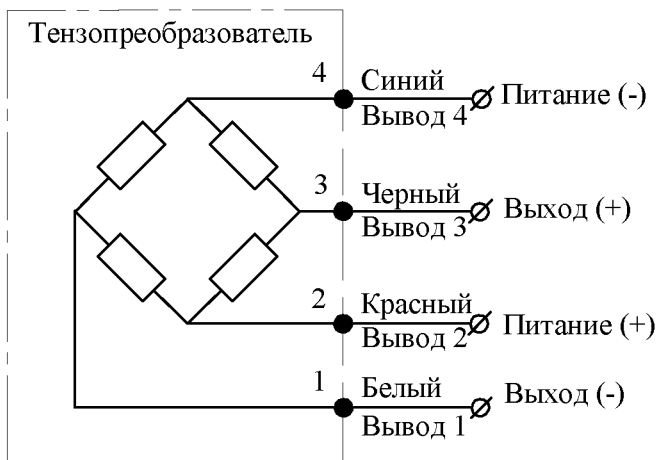 Тензопреобразователь
4 Синий
Вывод 4
Питание (-)
3 Черный
Вывод 3
Выход (+)
2 Красный
Вывод 2
Питание (+)
1 Белый
Вывод 1
Выход (-)